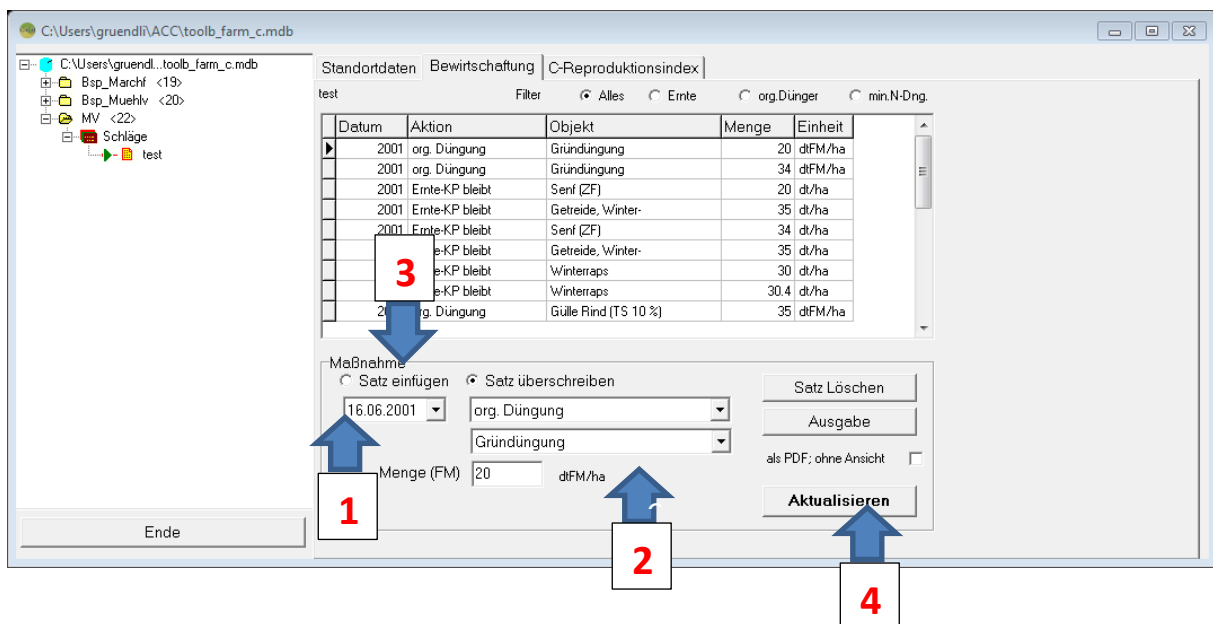 C:\Users\gruendli\ACC\toolb_farm_c.mdb
C:\Users\gruendl...toolb_farm_c.mdb
Bsp_Marchf <19>
Bsp_Muehlv <20>
MV <22>
Schläge
test
Ende
Standortdaten Bewirtschaftung C-Reproduktionsindex
test Filter Alles Ernte org.Dünger min.N-Dng.
Datum Aktion Objekt Menge Einheit
2001 org. Düngung Gründüngung 20 dtFM/ha
2001 org. Düngung Gründüngung 34 dtFM/ha
2001 Ernte-KP bleibt Senf (ZF) 20 dt/ha
2001 Ernte-KP bleibt Getreide, Winter- 35 dt/ha
2001 Ernte-KP bleibt Senf (ZF) 34 dt/ha
e-KP bleibt Getreide, Winter- 35 dt/ha
e-KP bleibt Winterraps 30 dt/ha
e-KP bleibt Winterraps 30.4 dt/ha
2 rg. Düngung Gülle Rind (TS 10 %) 35 dtFM/ha
3
Maßnahme
Satz einfügen Satz überschreiben
Satz Löschen
16.06.2001 org. Düngung
Ausgabe
Gründüngung
als PDF; ohne Ansicht
Menge (FM) 20 dtFM/ha
Aktualisieren
1
2
4